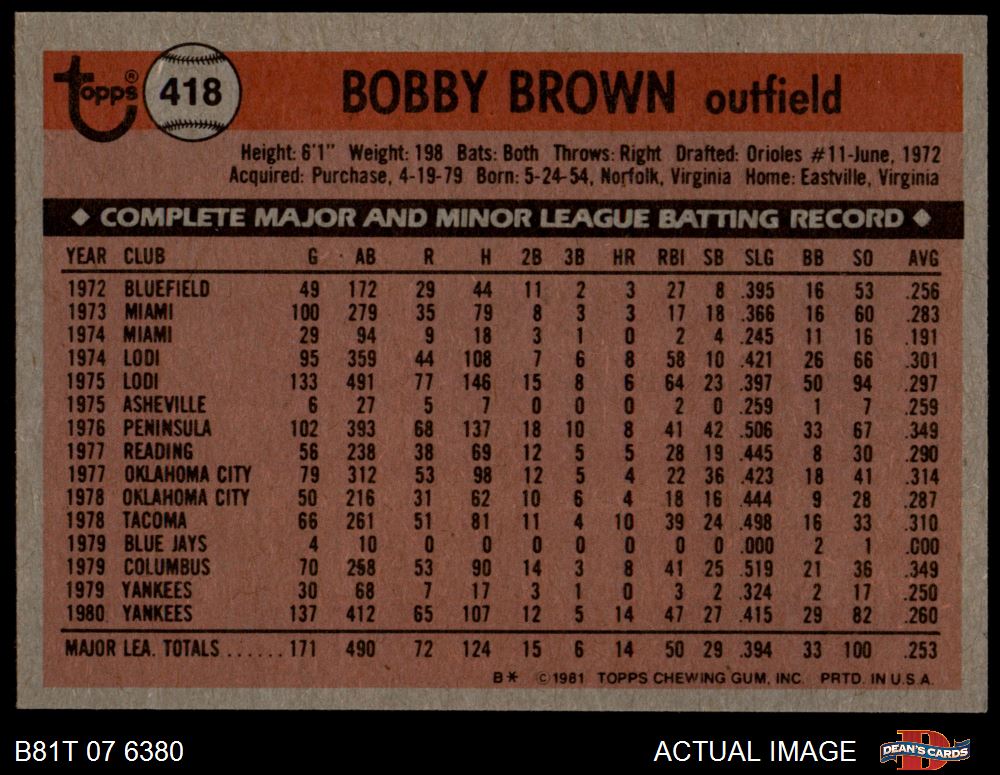 Topps® 418 BOBBY BROWN outfield
Height: 6'1" Weight: 198 Bats: Both Throws: Right Drafted: Orioles #11-June, 1972
Acquired: Purchase, 4-19-79 Born: 5-24-54, Norfolk, Virginia Home: Eastville, Virginia
◆ COMPLETE MAJOR AND MINOR LEAGUE BATTING RECORD ◆
YEAR CLUB G AB R H 2B 3B HR RBI SB SLG BB SO AVG
1972 BLUEFIELD 49 172 29 44 11 2 3 27 8 .395 16 53 .256
1973 MIAMI 100 279 35 79 8 3 3 17 18 .366 16 60 .283
1974 MIAMI 29 94 9 18 3 1 0 2 4 .245 11 16 .191
1974 LODI 95 359 44 108 7 6 8 58 10 .421 26 66 .301
1975 LODI 133 491 77 146 15 8 6 64 23 .397 50 94 .297
1975 ASHEVILLE 6 27 5 7 0 0 0 2 0 .259 1 7 .259
1976 PENINSULA 102 393 68 137 18 10 8 41 42 .506 33 67 .349
1977 READING 56 238 38 69 12 5 5 28 19 .445 8 30 .290
1977 OKLAHOMA CITY 79 312 53 98 12 5 4 22 36 .423 18 41 .314
1978 OKLAHOMA CITY 50 216 31 62 10 6 4 18 16 .444 9 28 .287
1978 TACOMA 66 261 51 81 11 4 10 39 24 .498 16 33 .310
1979 BLUE JAYS 4 10 0 0 0 0 0 0 0 .000 2 1 .000
1979 COLUMBUS 70 258 53 90 14 3 8 41 25 .519 21 36 .349
1979 YANKEES 30 68 7 17 3 1 0 3 2 .324 2 17 .250
1980 YANKEES 137 412 65 107 12 5 14 47 27 .415 29 82 .260
MAJOR LEA. TOTALS ...... 171 490 72 124 15 6 14 50 29 .394 33 100 .253
B* ©1981 TOPPS CHEWING GUM, INC. PRTD. IN U.S.A.
B81T 07 6380 ACTUAL IMAGE DEAN'S CARDS